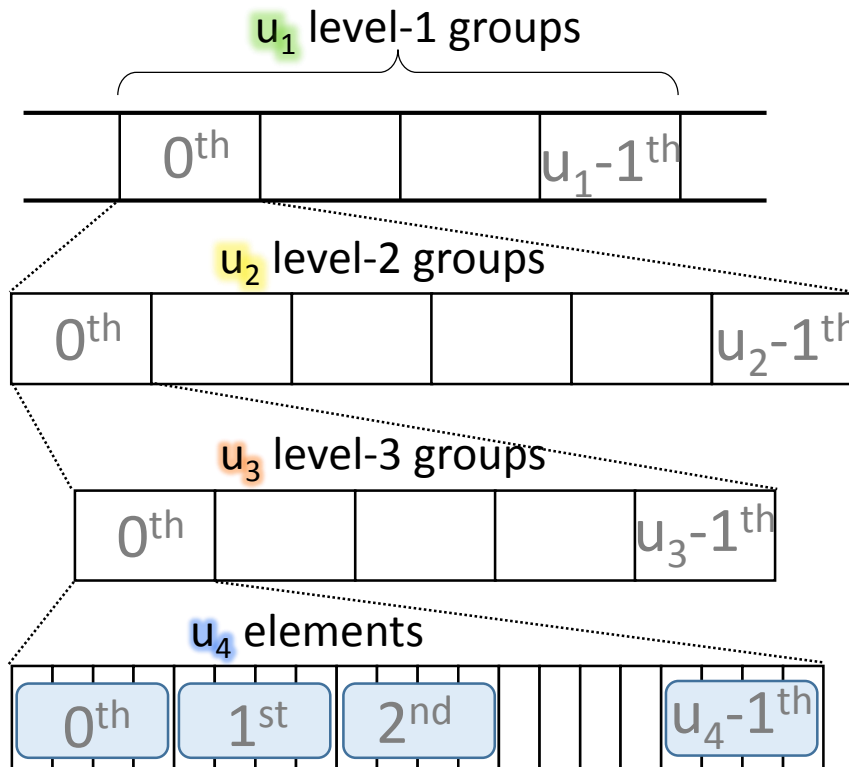 u₁ level-1 groups
0ᵗʰ u₁-1ᵗʰ
u₂ level-2 groups
0ᵗʰ u₂-1ᵗʰ
u₃ level-3 groups
0ᵗʰ u₃-1ᵗʰ
u₄ elements
0ᵗʰ 1ˢᵗ 2ⁿᵈ u₄-1ᵗʰ